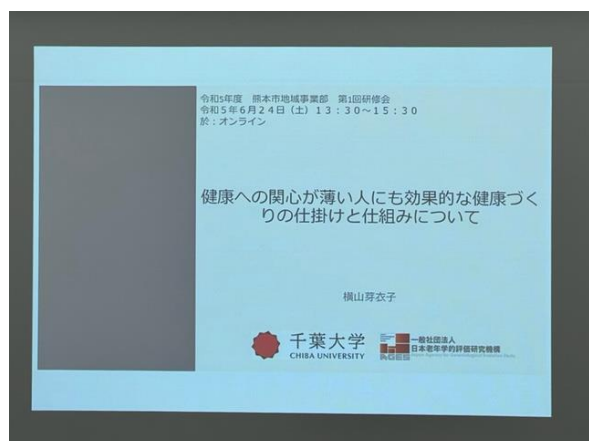 令和5年度　熊本市地域事業部　第1回研修会
令和５年６月２４日（土）１３：３０～１５：３０
於：オンライン
健康への関心が薄い人にも効果的な健康づく
りの仕掛けと仕組みについて
横山芽衣子
千葉大学
CHIBA UNIVERSITY
一般社団法人
日本老年学的評価研究機構
JAGES